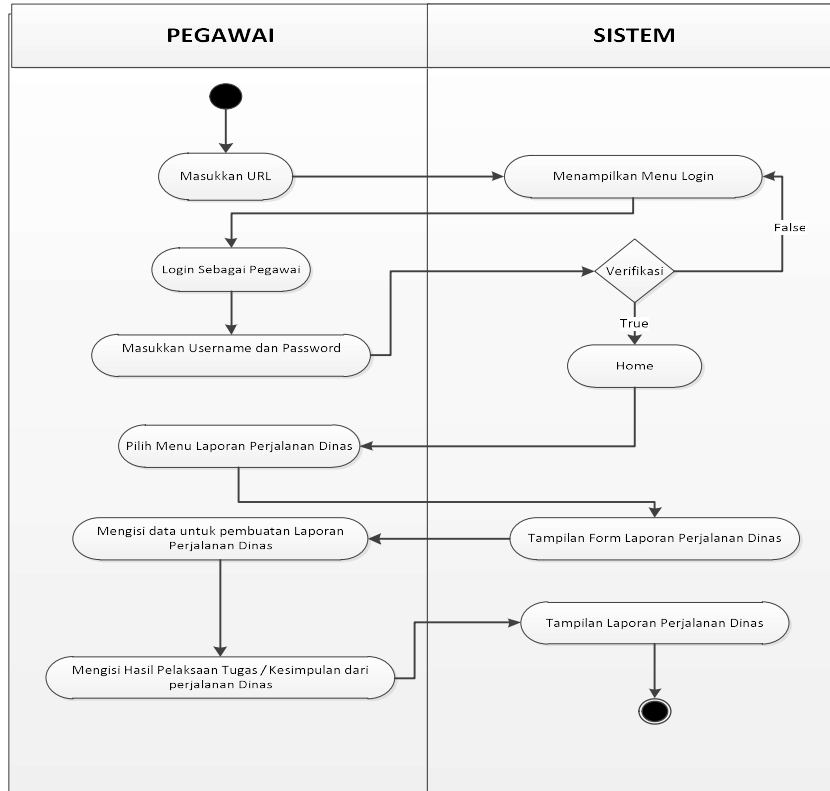 PEGAWAI
SISTEM
Masukkan URL
Menampilkan Menu Login
False
Login Sebagai Pegawai
Verifikasi
True
Masukkan Username dan Password
Home
Pilih Menu Laporan Perjalanan Dinas
Mengisi data untuk pembuatan Laporan
Perjalanan Dinas
Tampilan Form Laporan Perjalanan Dinas
Tampilan Laporan Perjalanan Dinas
Mengisi Hasil Pelaksaan Tugas / Kesimpulan dari
perjalanan Dinas